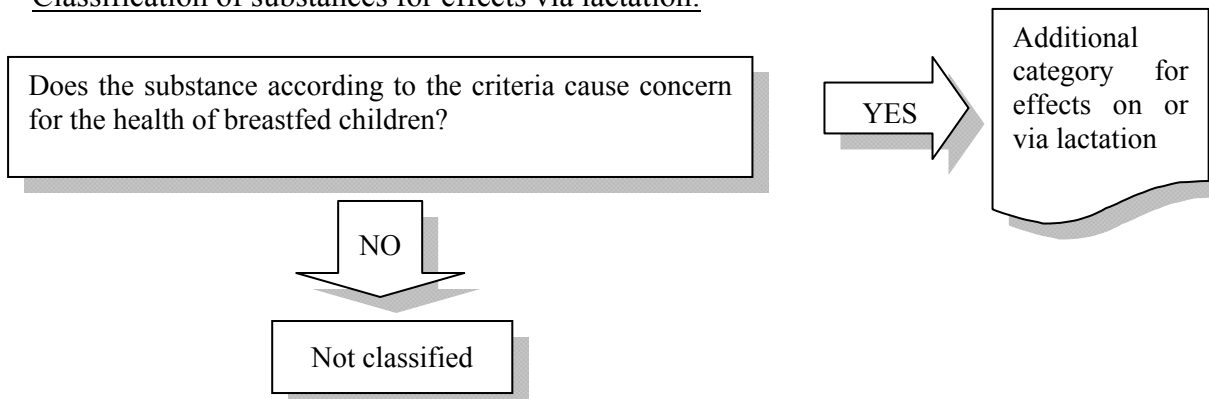 Classification of substances for effects via lactation:
Does the substance according to the criteria cause concern
for the health of breastfed children?
YES
Additional
category for
effects on or
via lactation
NO
Not classified